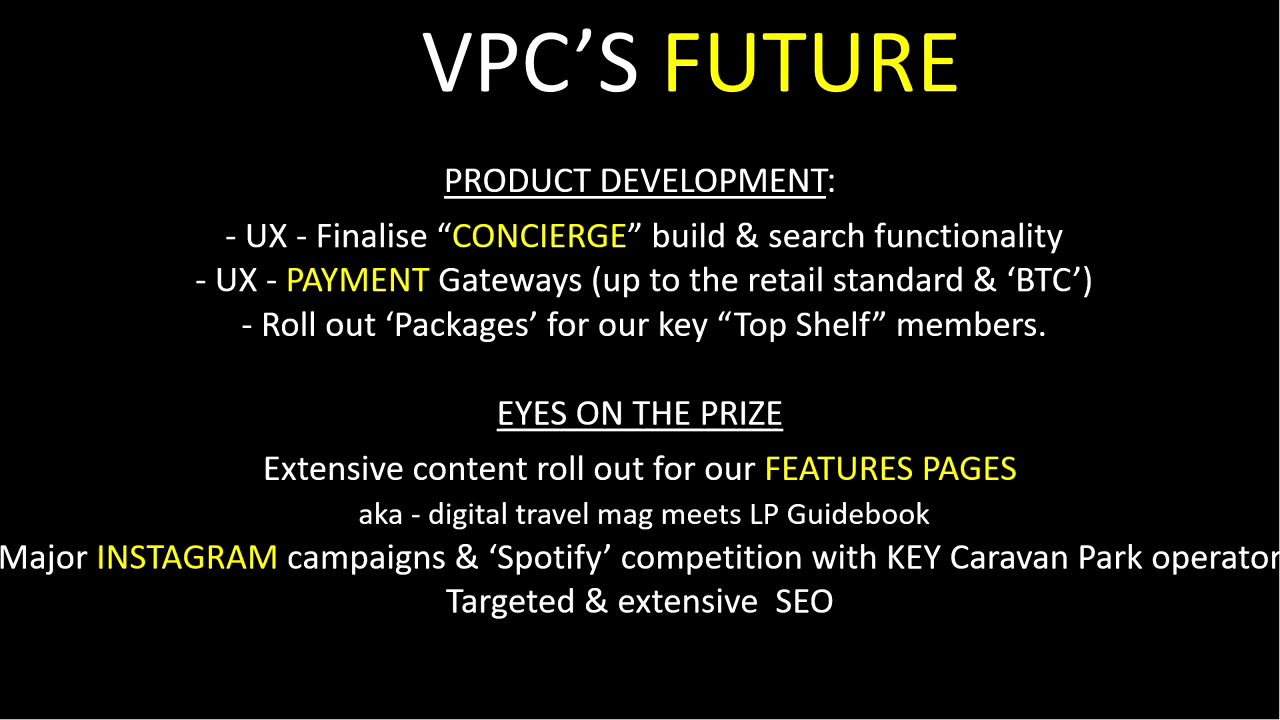 VPC’S FUTURE
PRODUCT DEVELOPMENT:
- UX - Finalise “CONCIERGE” build & search functionality
- UX - PAYMENT Gateways (up to the retail standard & ‘BTC’)
- Roll out ‘Packages’ for our key “Top Shelf” members.
EYES ON THE PRIZE
Extensive content roll out for our FEATURES PAGES
aka - digital travel mag meets LP Guidebook
Major INSTAGRAM campaigns & ‘Spotify’ competition with KEY Caravan Park operator
Targeted & extensive  SEO